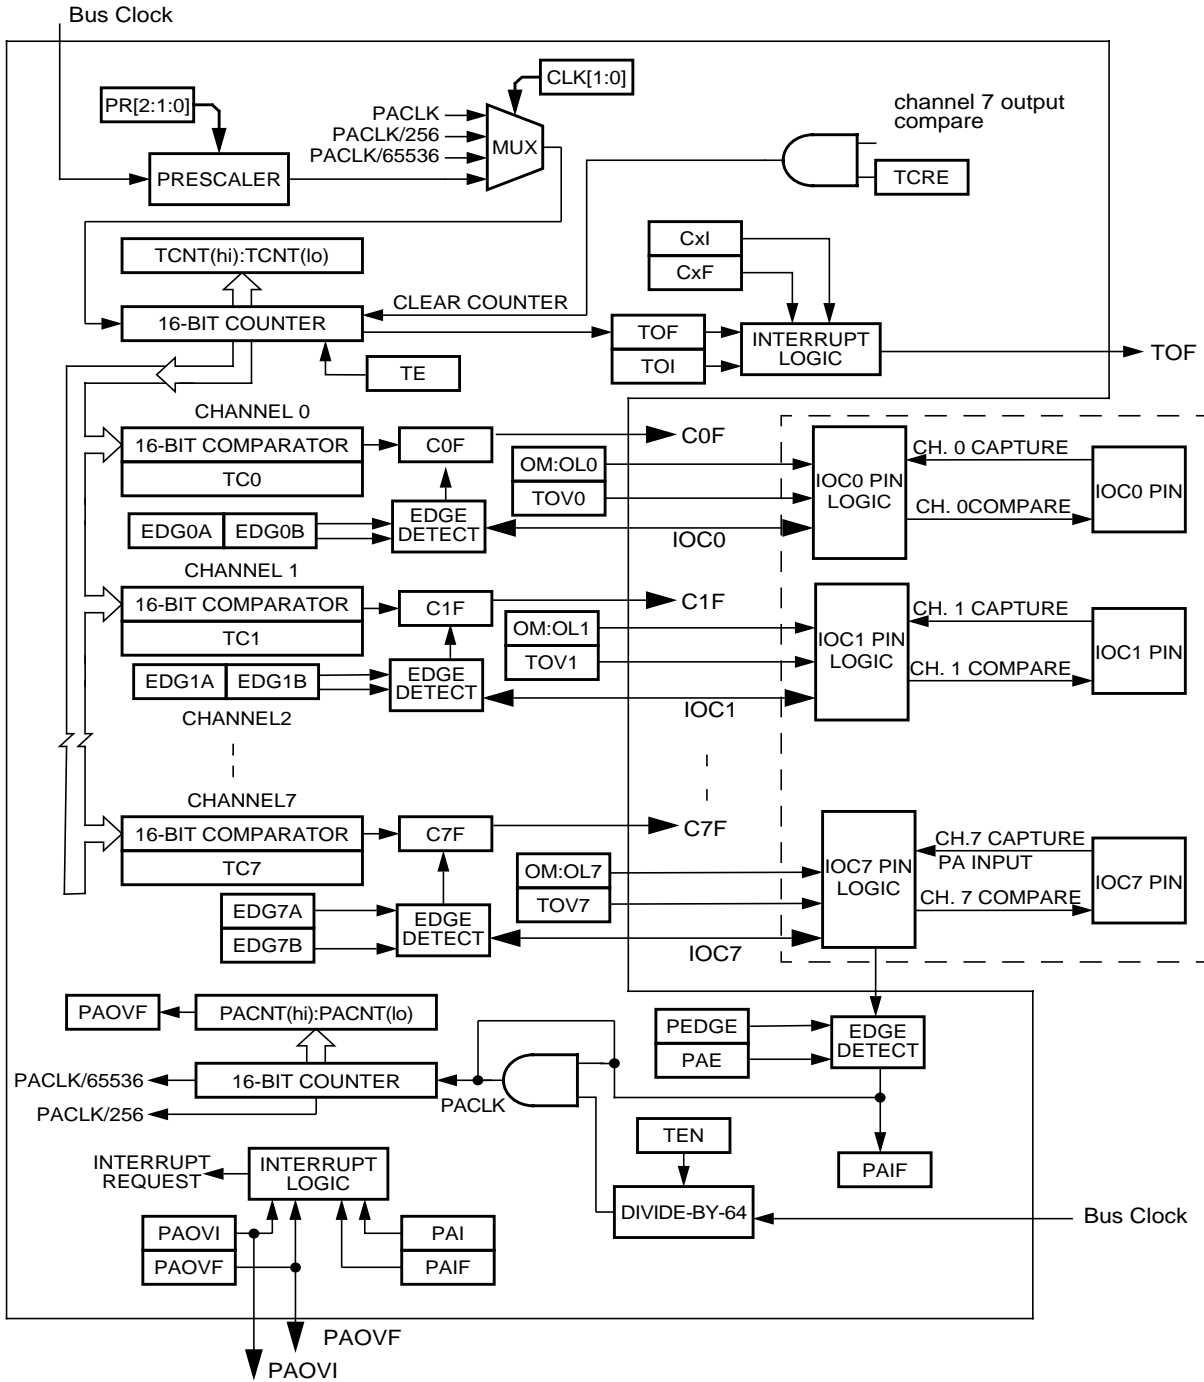 Bus Clock
CLK[1:0]
PR[2:1:0]
PACLK
PACLK/256
PACLK/65536
MUX
channel 7 output
compare
PRESCALER
TCRE
CxI
CxF
TCNT(hi):TCNT(lo)
CLEAR COUNTER
16-BIT COUNTER
TOF
TOI
INTERRUPT
LOGIC
TOF
TE
CHANNEL 0
16-BIT COMPARATOR
TC0
C0F
C0F
OM:OL0
TOV0
EDGE
DETECT
EDG0A
EDG0B
IOC0
IOC0 PIN
LOGIC
CH. 0 CAPTURE
CH. 0COMPARE
IOC0 PIN
CHANNEL 1
16-BIT COMPARATOR
TC1
C1F
C1F
OM:OL1
TOV1
EDGE
DETECT
EDG1A
EDG1B
IOC1
IOC1 PIN
LOGIC
CH. 1 CAPTURE
CH. 1 COMPARE
IOC1 PIN
CHANNEL2
CHANNEL7
16-BIT COMPARATOR
TC7
C7F
C7F
OM:OL7
TOV7
EDG7A
EDG7B
EDGE
DETECT
IOC7
IOC7 PIN
LOGIC
CH.7 CAPTURE
PA INPUT
CH. 7 COMPARE
IOC7 PIN
PAOVF
PACNT(hi):PACNT(lo)
PEDGE
PAE
EDGE
DETECT
PACLK/65536
16-BIT COUNTER
PACLK
PACLK/256
TEN
PAIF
INTERRUPT
REQUEST
INTERRUPT
LOGIC
DIVIDE-BY-64
Bus Clock
PAOVI
PAOVF
PAI
PAIF
PAOVF
PAOVI